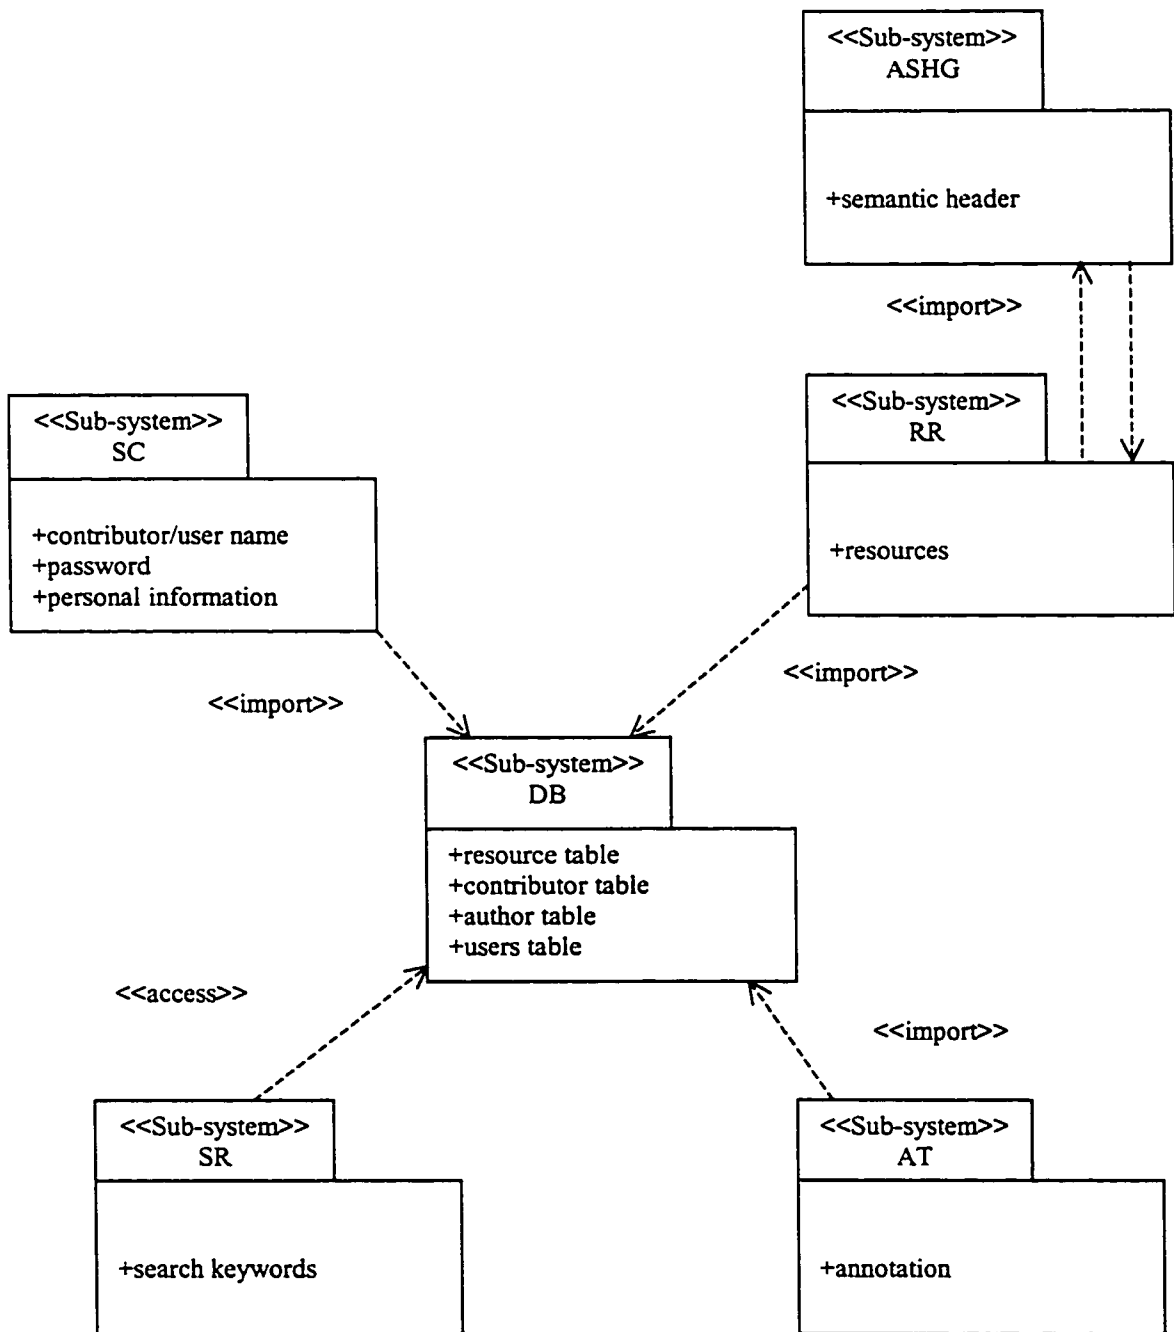 <<Sub-system>>
ASHG
+semantic header
<<import>>
<<Sub-system>>
RR
+resources
<<import>>
<<Sub-system>>
SC
+contributor/user name
+password
+personal information
<<import>>
<<Sub-system>>
DB
+resource table
+contributor table
+author table
+users table
<<access>>
<<import>>
<<Sub-system>>
SR
+search keywords
<<Sub-system>>
AT
+annotation